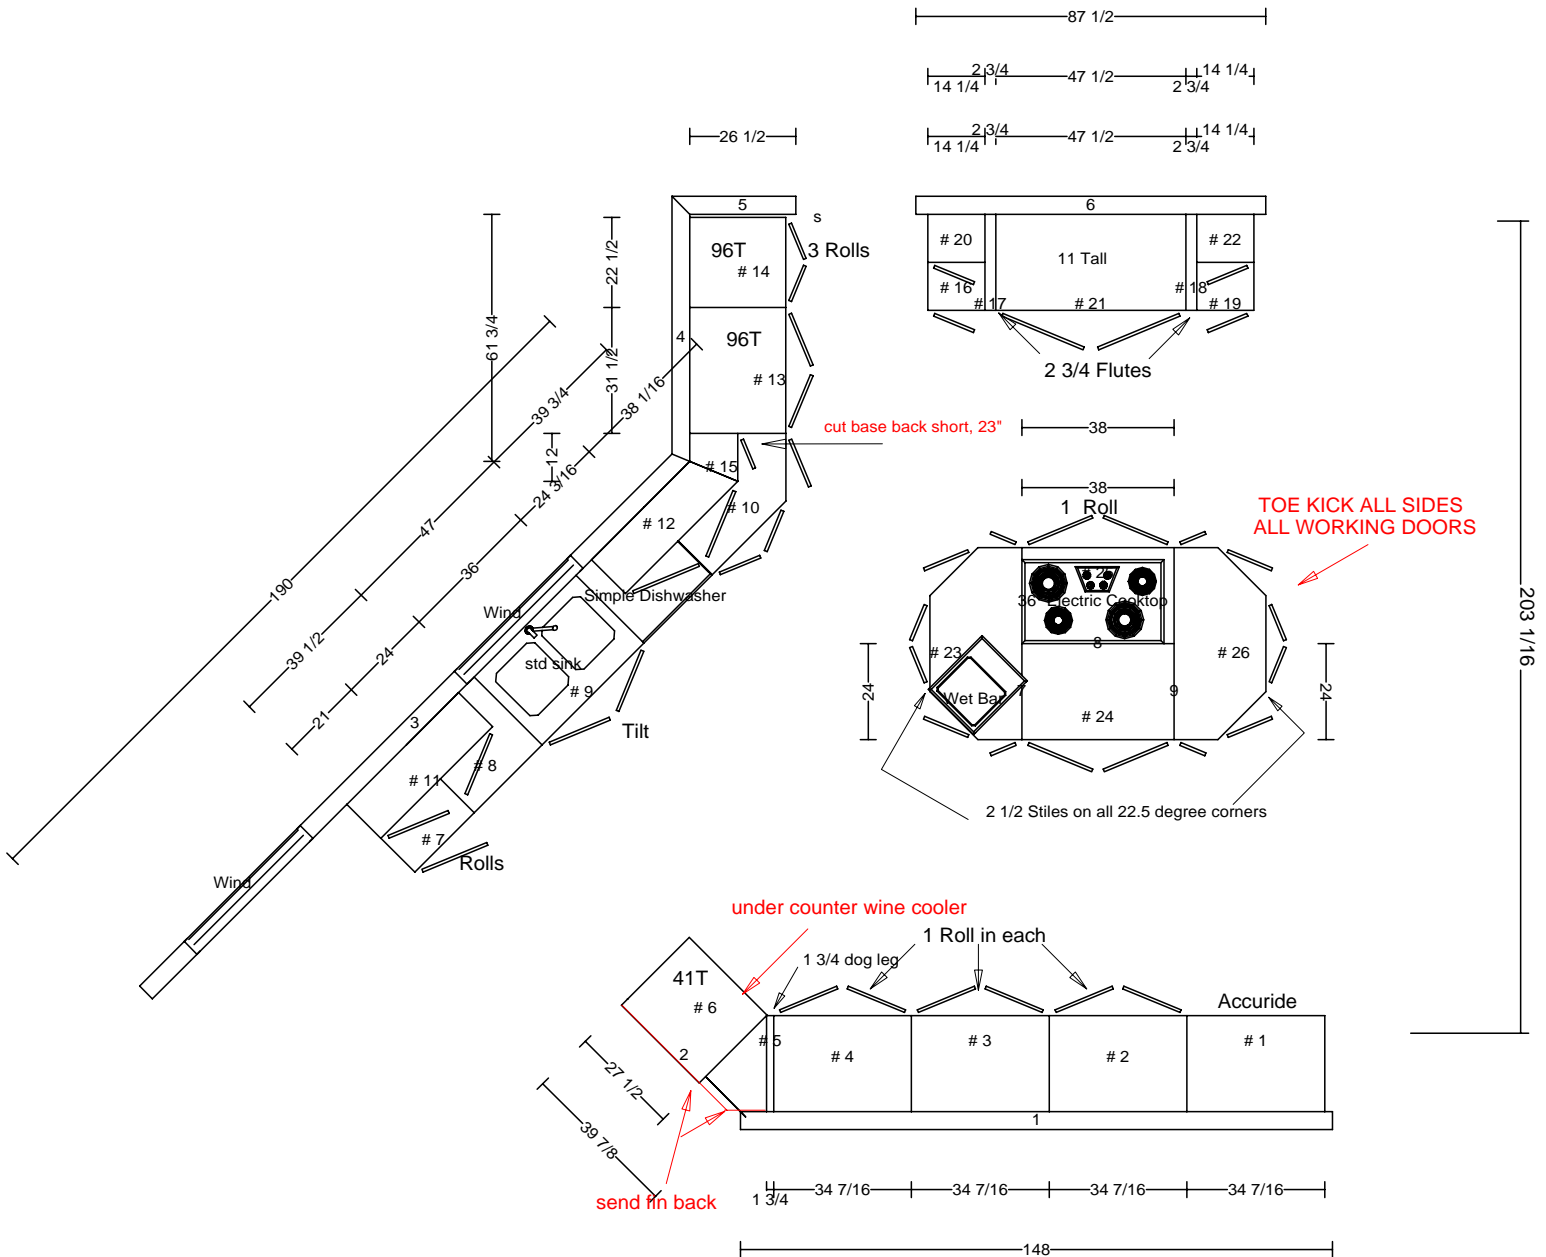 87 1/2
2 3/4
47 1/2
14 1/4
14 1/4
2 3/4
26 1/2
2 3/4
47 1/2
14 1/4
14 1/4
2 3/4
5
s
6
96T
3 Rolls
# 14
# 20
# 22
11 Tall
# 16
# 18
# 17
# 21
# 19
22 1/2
61 3/4
31 1/2
4
96T
# 13
2 3/4 Flutes
39 3/4
38 1/16
cut base back short, 23"
38
12
# 15
24 3/16
38
1 Roll
TOE KICK ALL SIDES
ALL WORKING DOORS
# 10
# 12
47
36
190
Simple Dishwasher
Wind
36" Electric Cooktop
203 1/16
39 1/2
24
std sink
# 9
# 23
8
# 26
24
24
Wet Bar
7
9
21
3
Tilt
# 24
# 8
# 11
# 7
2 1/2 Stiles on all 22.5 degree corners
Rolls
Wind
under counter wine cooler
1 Roll in each
1 3/4 dog leg
41T
# 6
Accuride
# 5
# 4
# 3
# 2
# 1
2
27 1/2
39 7/8
1
send fin back
1 3/4
34 7/16
34 7/16
34 7/16
34 7/16
148